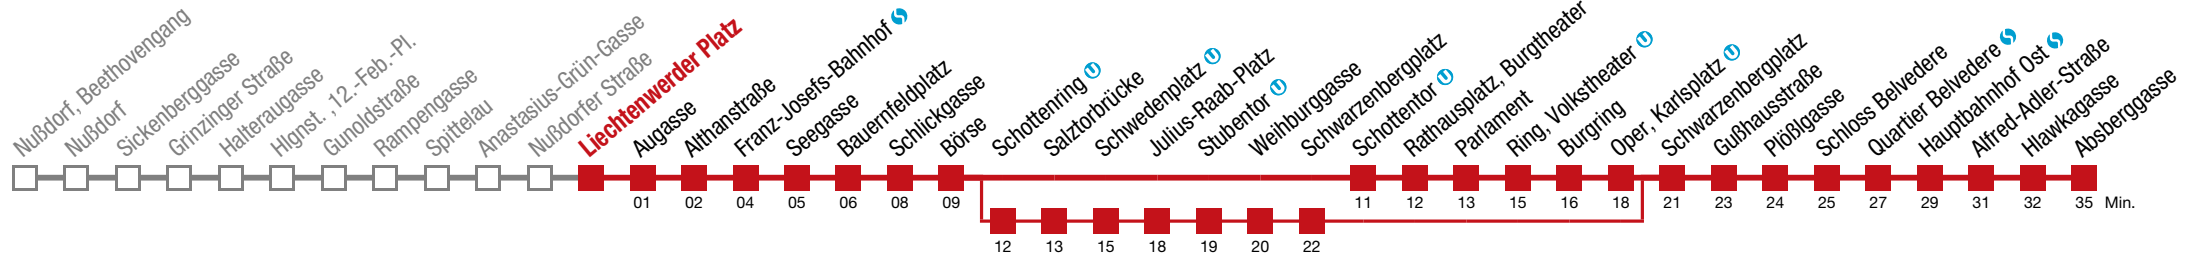 Nußdorf, Beethovengang
Nußdorf
Sickenberggasse
Grinzinger Straße
Halteraugasse
Hlgnst. ,12.-Feb.-Pl.
Gunoldstraße
Rampengasse
Spittelau
Anastasius-Grün-Gasse
Nußdorfer Straße
Liechtenwerder Platz
Augasse
Althanstraße
Franz-Josefs-Bahnhof
Seegasse
Bauernfeldplatz
Schlickgasse
Börse
Schottenring U
Salztorbrücke
Schwedenplatz U
Julius-Raab-Platz
Stubentor U
Weihburggasse
Schwarzenbergplatz
Schottentor U
Rathausplatz, Burgtheater
Parlament
Ring, Volkstheater U
Burgring
Oper, Karlsplatz U
Schwarzenbergplatz
Gußhausstraße
Plößlgasse
Schloss Belvedere
Quartier Belvedere
Hauptbahnhof Ost
Alfred-Adler-Straße
Hlawkagasse
Absberggasse
01 02 04 05 06 08 09 11 12 13 15 16 18 21 23 24 25 27 29 31 32 35 Min.
12 13 15 18 19 20 22